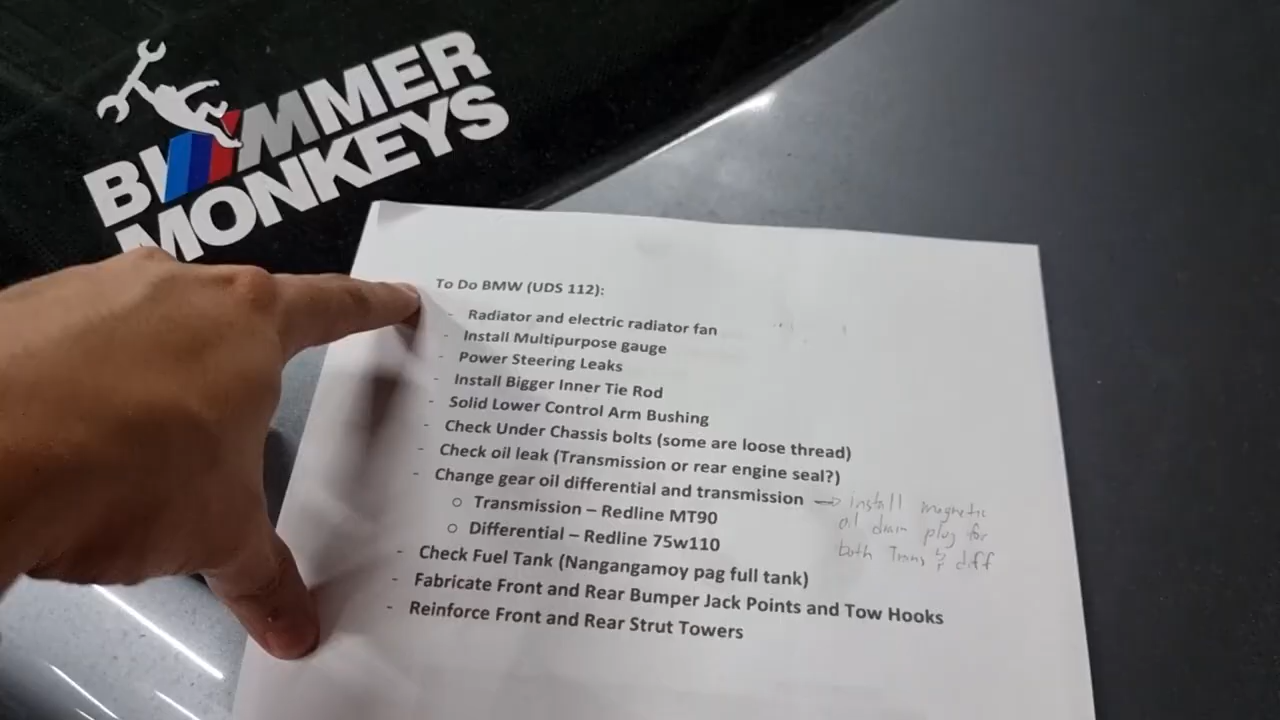 BIMMER
MONKEYS
To Do BMW (UDS 112):
- Radiator and electric radiator fan
- Install Multipurpose gauge
- Power Steering Leaks
- Install Bigger Inner Tie Rod
- Solid Lower Control Arm Bushing
- Check Under Chassis bolts (some are loose thread)
- Check oil leak (Transmission or rear engine seal?)
- Change gear oil differential and transmission → install magnetic
oil drain plug for
both Trans & diff
o Transmission – Redline MT90
o Differential – Redline 75w110
- Check Fuel Tank (Nangangamoy pag full tank)
- Fabricate Front and Rear Bumper Jack Points and Tow Hooks
- Reinforce Front and Rear Strut Towers